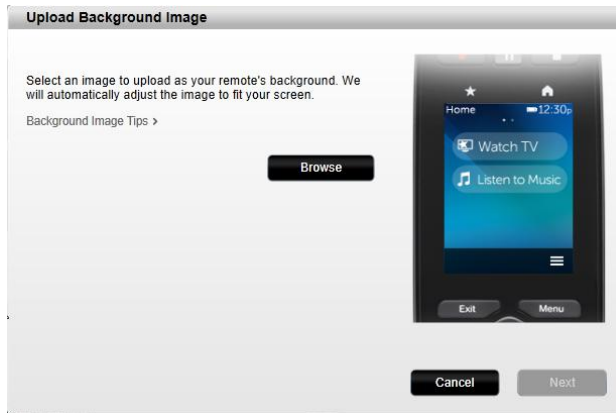 Upload Background Image
Select an image to upload as your remote's background. We
will automatically adjust the image to fit your screen.
Background Image Tips >
Browse
Home 12:30p
Watch TV
Listen to Music
Exit Menu
Cancel Next